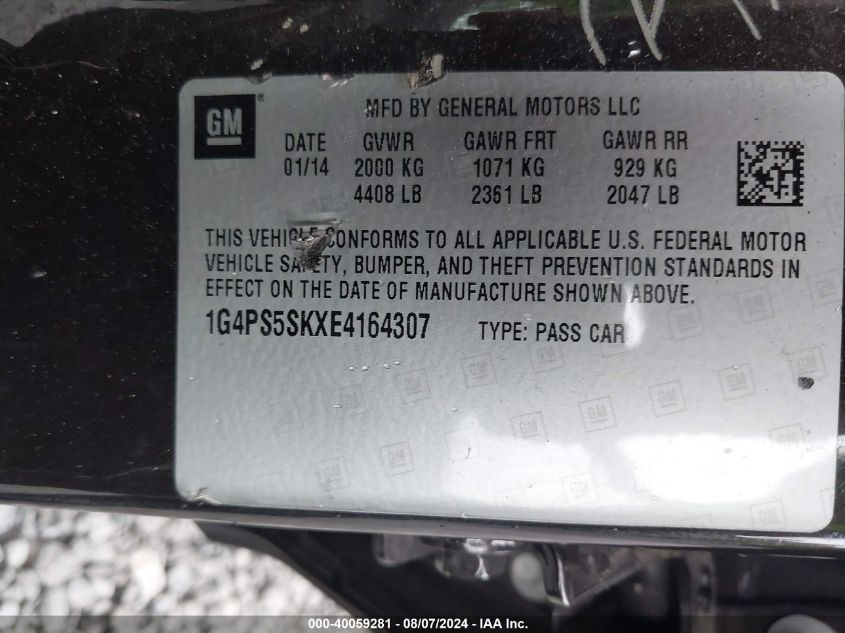 GM
MFD BY GENERAL MOTORS LLC
DATE GVWR GAWR FRT GAWR RR
01/14 2000 KG 1071 KG 929 KG
4408 LB 2361 LB 2047 LB
THIS VEHICLE CONFORMS TO ALL APPLICABLE U.S. FEDERAL MOTOR
VEHICLE SAFETY, BUMPER, AND THEFT PREVENTION STANDARDS IN
EFFECT ON THE DATE OF MANUFACTURE SHOWN ABOVE.
1G4PS5SKXE4164307 TYPE: PASS CAR
000-40059281 - 08/07/2024 - IAA Inc.